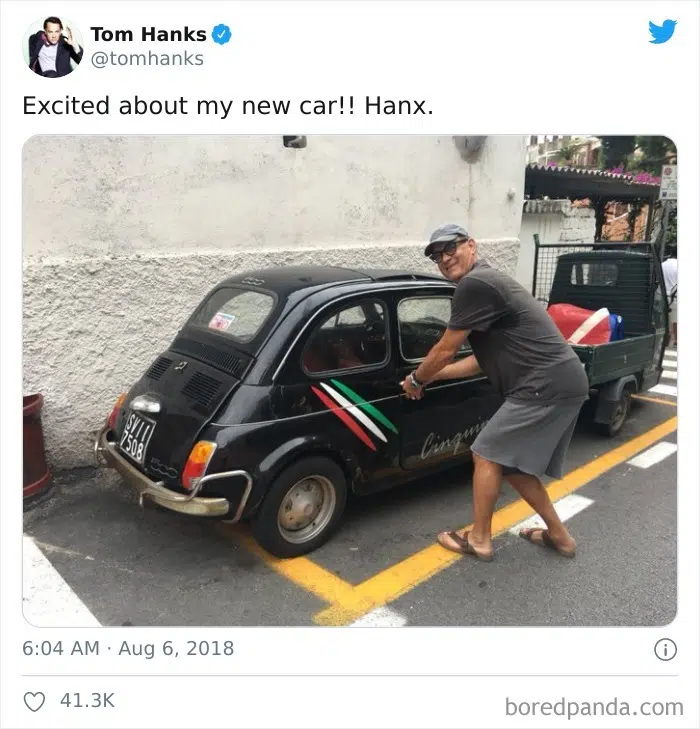 Tom Hanks
@tomhanks
Excited about my new car!! Hanx.
SV11
7508
Cinque
6:04 AM · Aug 6, 2018
41.3K
boredpanda.com